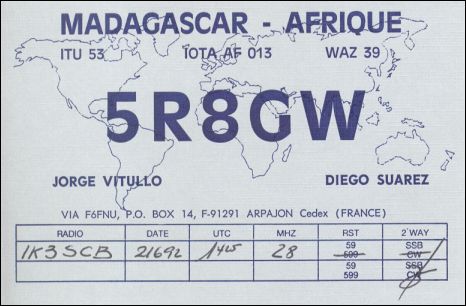 MADAGASCAR - AFRIQUE
ITU 53 IOTA AF 013 WAZ 39
5R8GW
JORGE VITULLO DIEGO SUAREZ
VIA F6FNU, P.O. BOX 14, F-91291 ARPAJON Cedex (FRANCE)
RADIO DATE UTC MHZ RST 2 WAY
IK3SCB 21692 1425 28 59 SSB
599 CW
59 SSB
599 CW